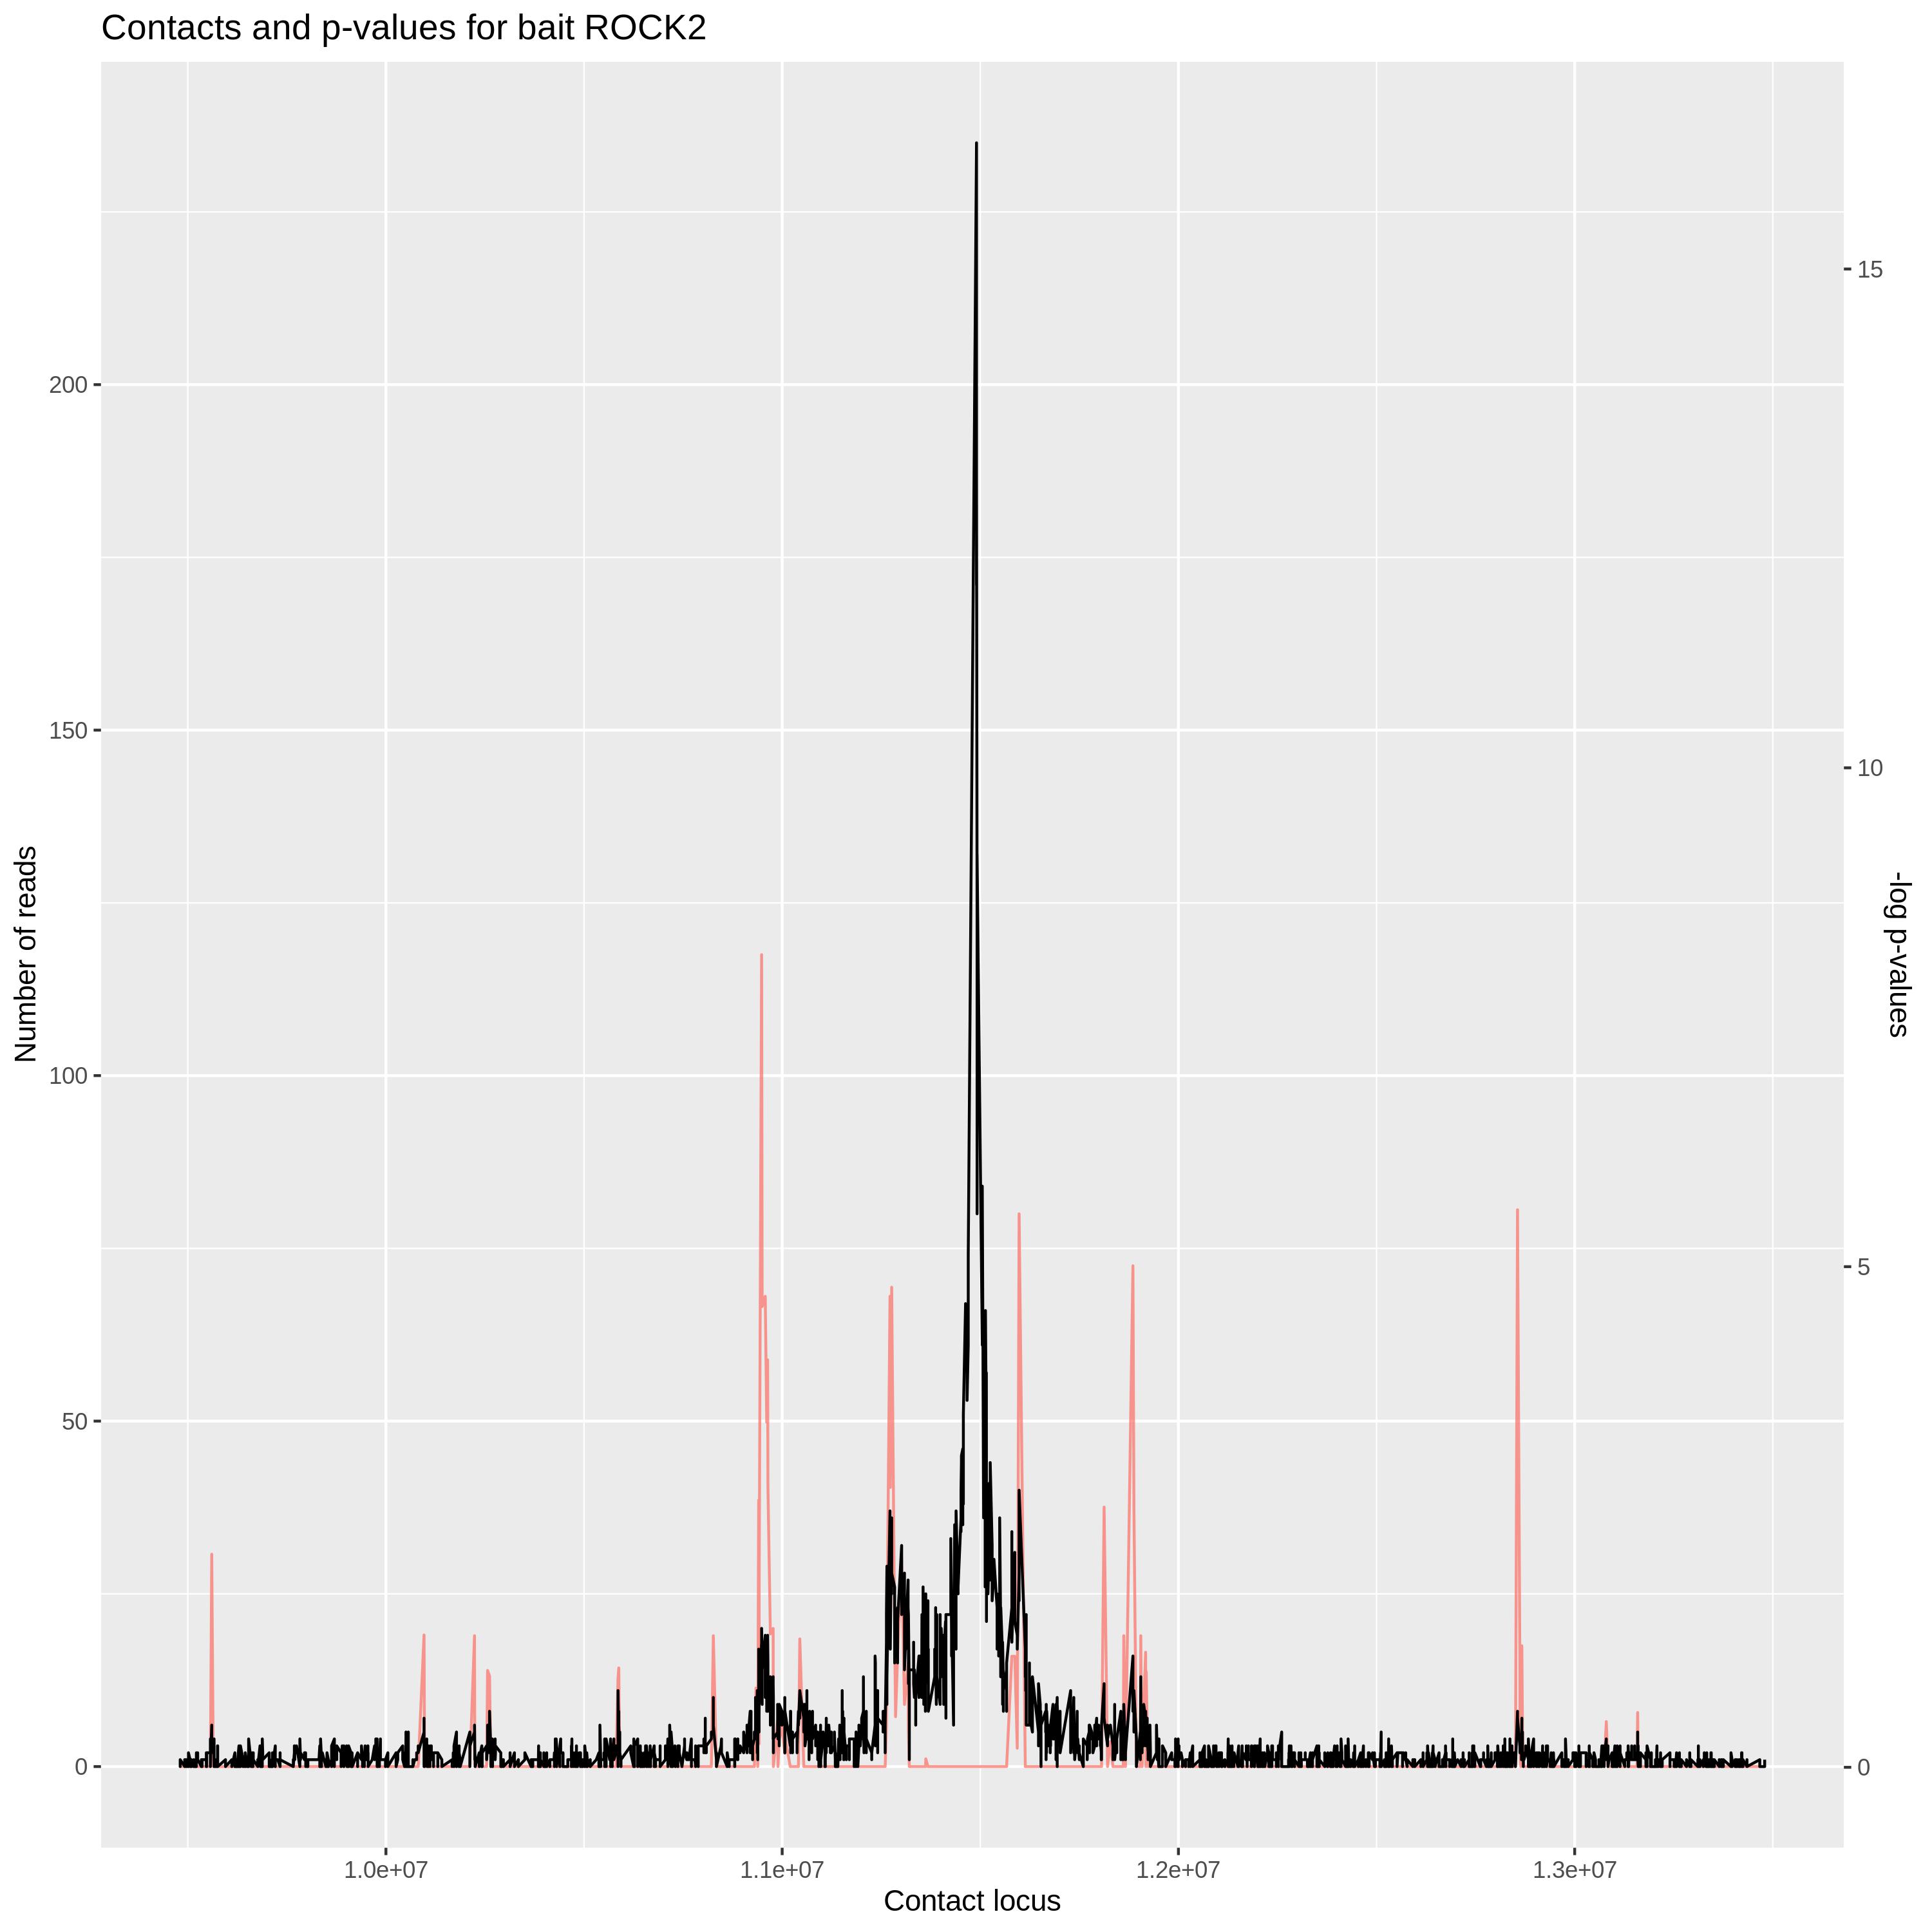 Contacts and p-values for bait ROCK2
Number of reads
200
150
100
50
0
15
10
5
0
-log p-values
1.0e+07
1.1e+07
1.2e+07
1.3e+07
Contact locus